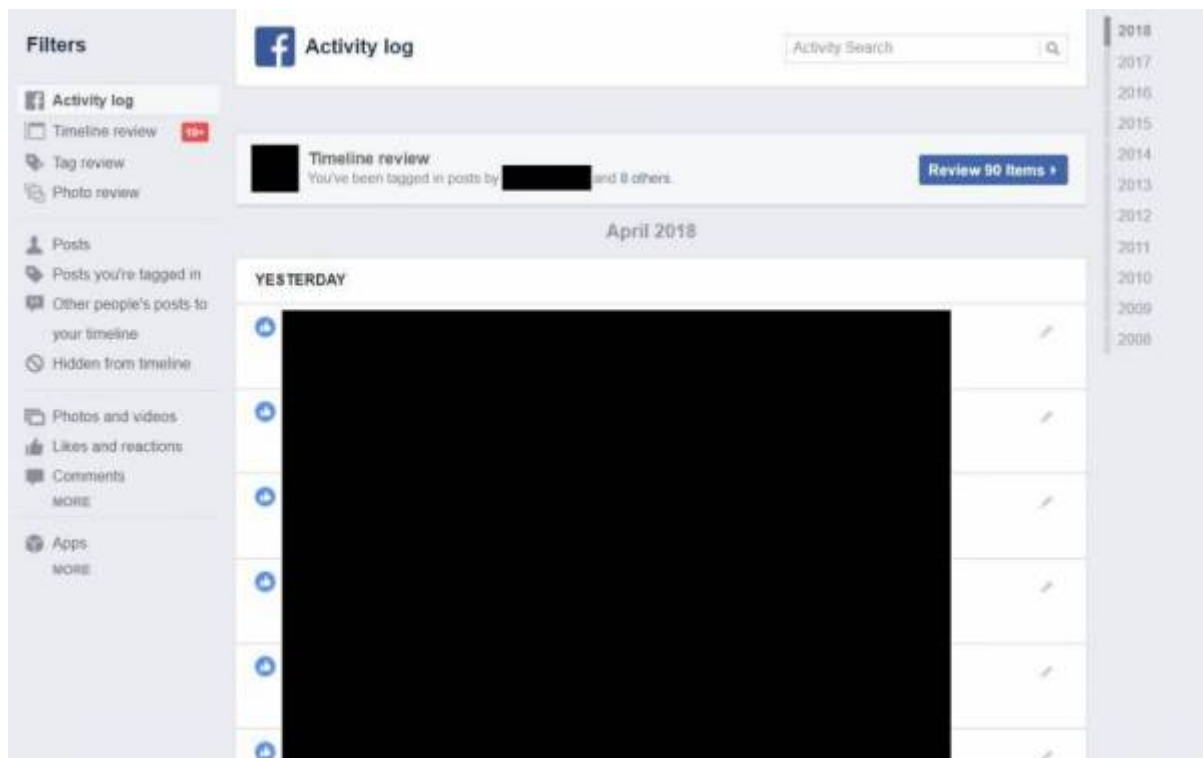 Filters
Activity log
Timeline review
Tag review
Photo review
Posts
Posts you're tagged in
Other people's posts to
your timeline
Hidden from timeline
Photos and videos
Likes and reactions
Comments
MORE
Apps
MORE
Activity log
Activity Search
Timeline review
You've been tagged in posts by and 8 others.
Review 90 Items
April 2018
YESTERDAY
2018
2017
2016
2015
2014
2013
2012
2011
2010
2009
2008